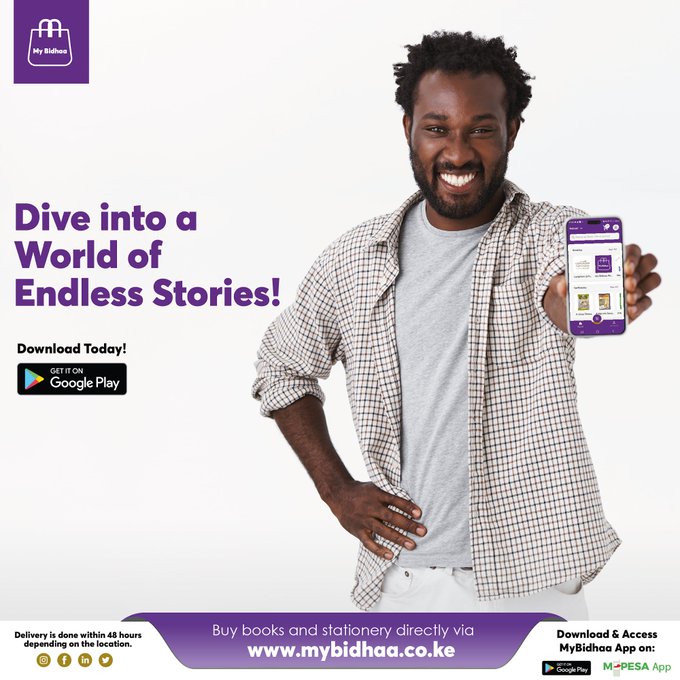 My Bidhaa
Dive into a
World of
Endless Stories!
Download Today!
GET IT ON
Google Play
Delivery is done within 48 hours
depending on the location.
Buy books and stationery directly via
www.mybidhaa.co.ke
Download & Access
MyBidhaa App on:
GET IT ON
Google Play
M-PESA App